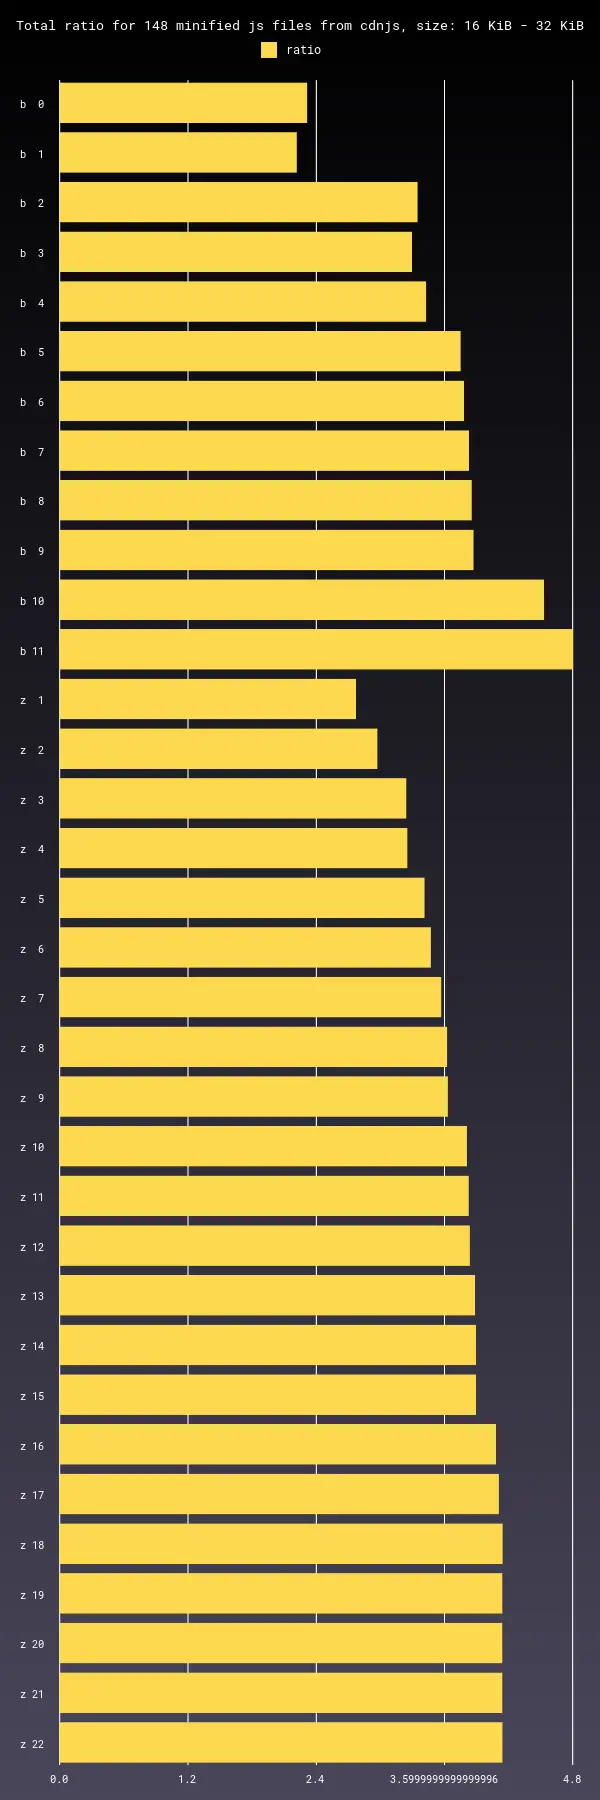 Total ratio for 148 minified js files from cdnjs, size: 16 KiB - 32 KiB
ratio
b 0
b 1
b 2
b 3
b 4
b 5
b 6
b 7
b 8
b 9
b 10
b 11
z 1
z 2
z 3
z 4
z 5
z 6
z 7
z 8
z 9
z 10
z 11
z 12
z 13
z 14
z 15
z 16
z 17
z 18
z 19
z 20
z 21
z 22
0.0 1.2 2.4 3.5999999999999996 4.8